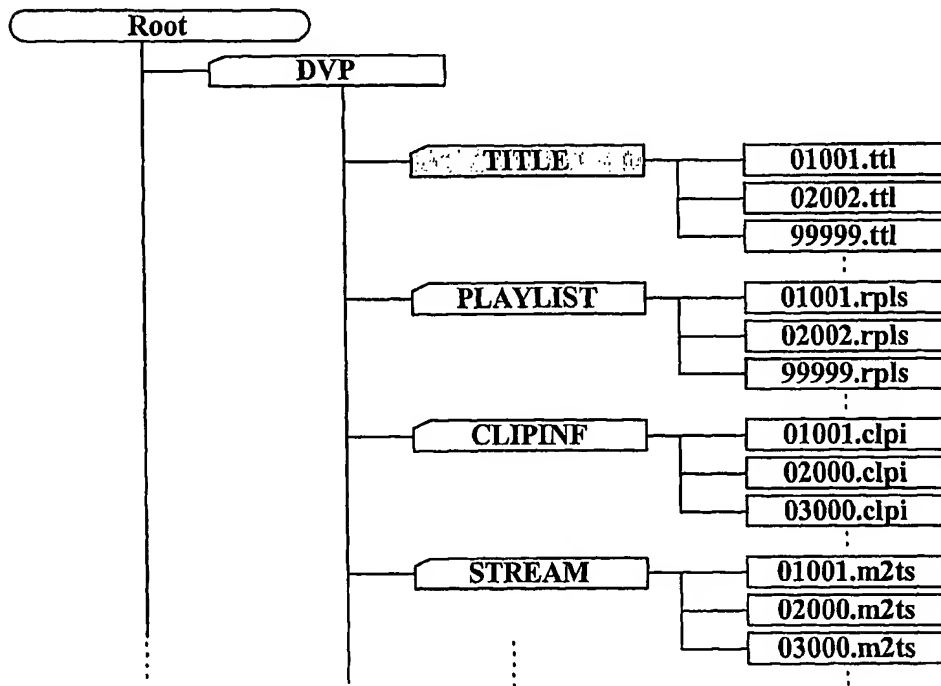 Root
DVP
TITLE
01001.ttl
02002.ttl
99999.ttl
PLAYLIST
01001.rpls
02002.rpls
99999.rpls
CLIPINF
01001.clpi
02000.clpi
03000.clpi
STREAM
01001.m2ts
02000.m2ts
03000.m2ts